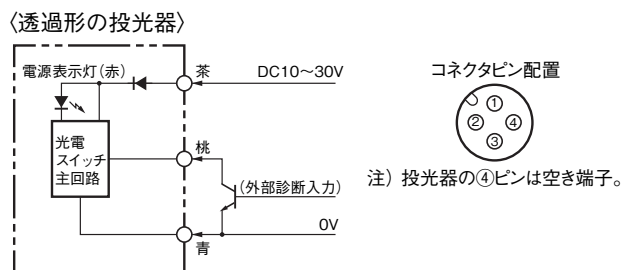 〈透過形の投光器〉
電源表示灯(赤)
茶
DC10～30V
光電
スイッチ
主回路
桃
(外部診断入力)
0V
青
コネクタピン配置
①
② ④
③
注) 投光器の④ピンは空き端子。